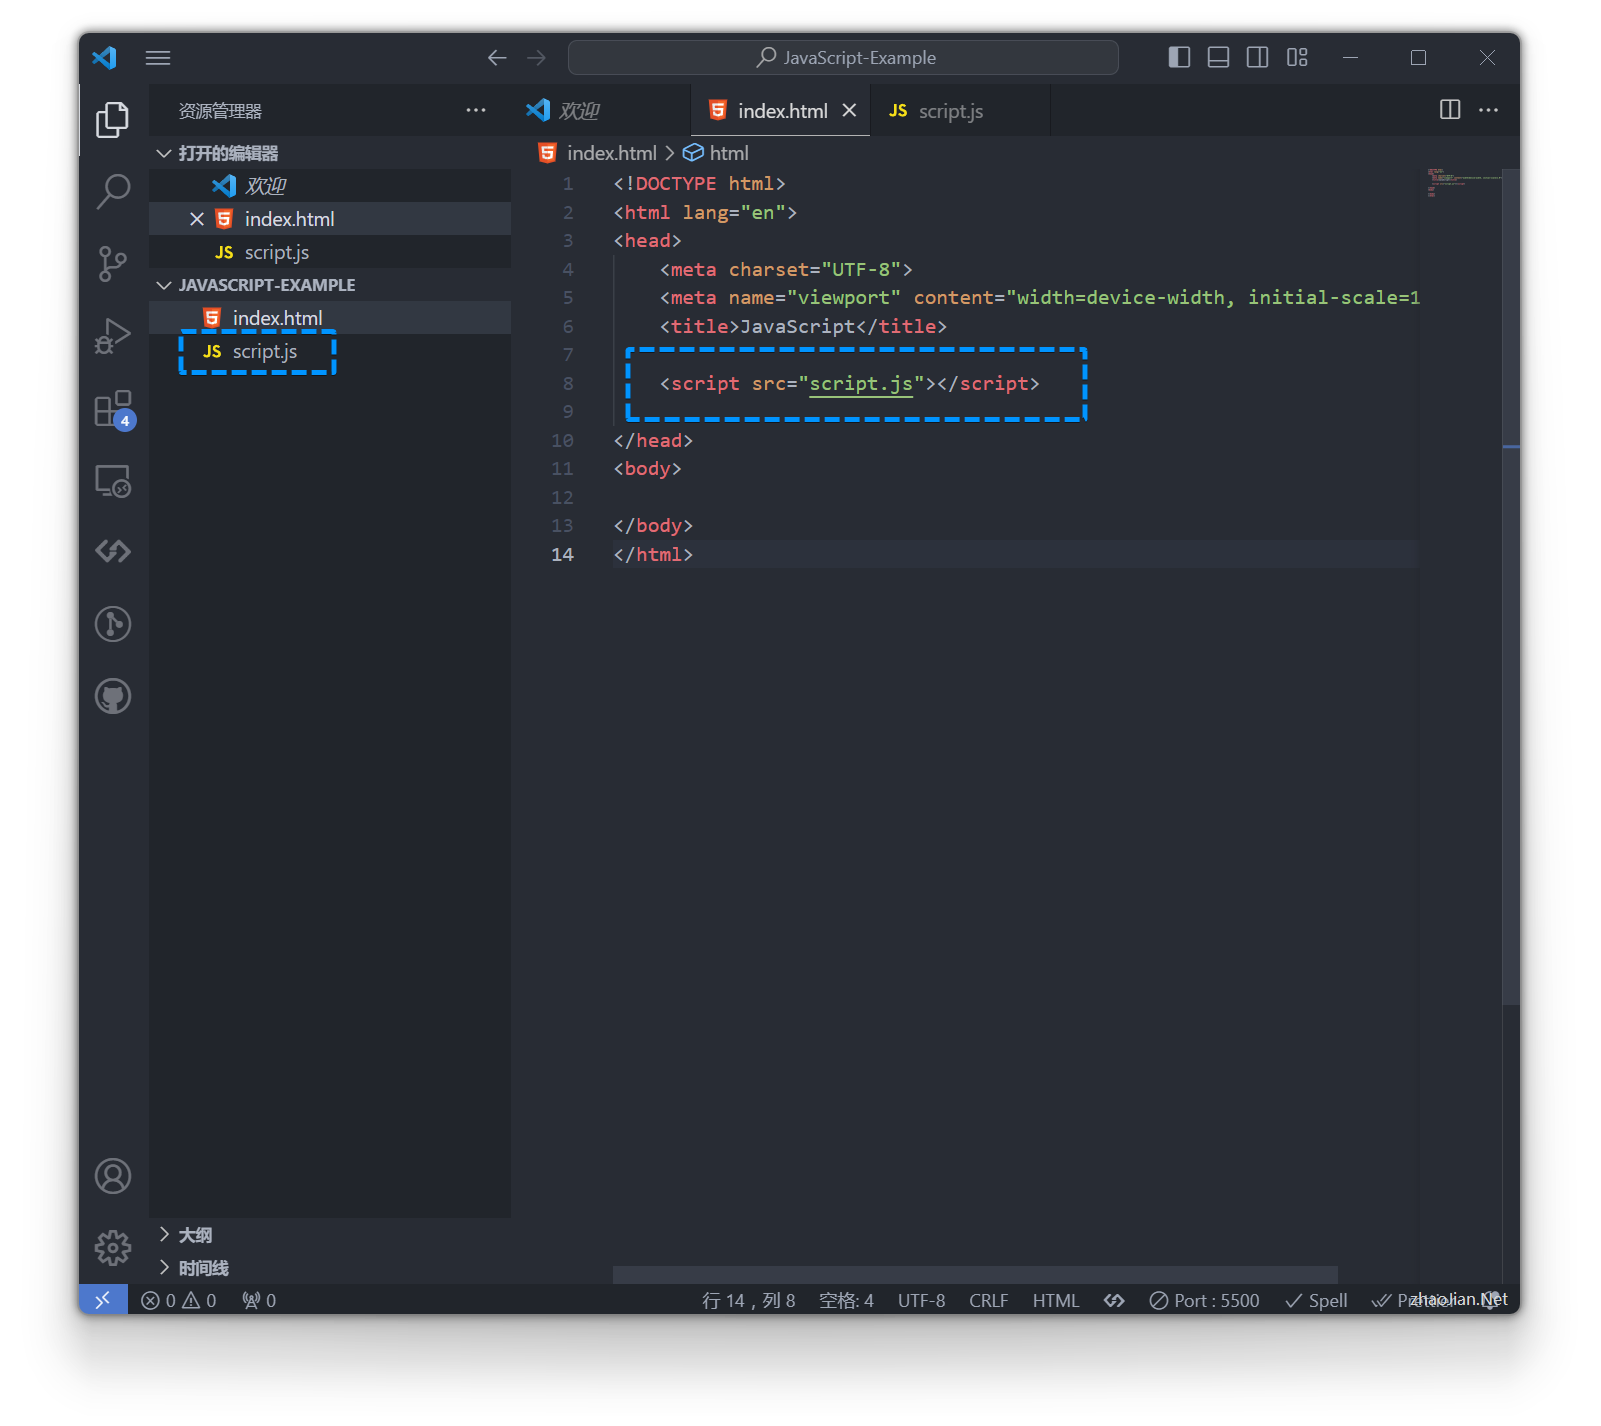 JavaScript-Example
资源管理器
打开的编辑器
欢迎
index.html
JS script.js
JAVASCRIPT-EXAMPLE
index.html
JS script.js
大纲
时间线
欢迎
index.html
JS script.js
index.html > html
1 <!DOCTYPE html>
2 <html lang="en">
3 <head>
4 <meta charset="UTF-8">
5 <meta name="viewport" content="width=device-width, initial-scale=1
6 <title>JavaScript</title>
7
8 <script src="script.js"></script>
9
10 </head>
11 <body>
12
13 </body>
14 </html>
4
0 0 0 行 14，列 8 空格: 4 UTF-8 CRLF HTML Port : 5500 Spell Prettier
zhaoJian.Net